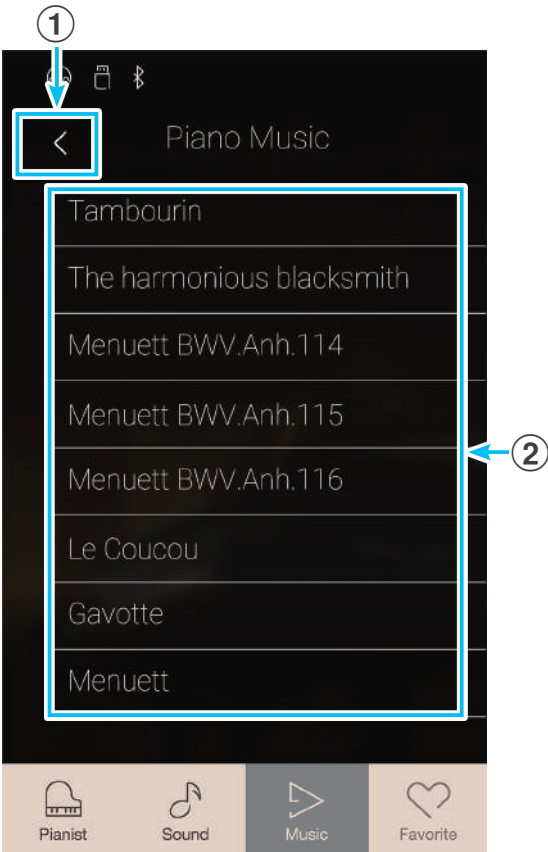 1
Piano Music
Tambourin
The harmonious blacksmith
Menuett BWV.Anh.114
Menuett BWV.Anh.115
2
Menuett BWV.Anh.116
Le Coucou
Gavotte
Menuett
Pianist Sound Music Favorite